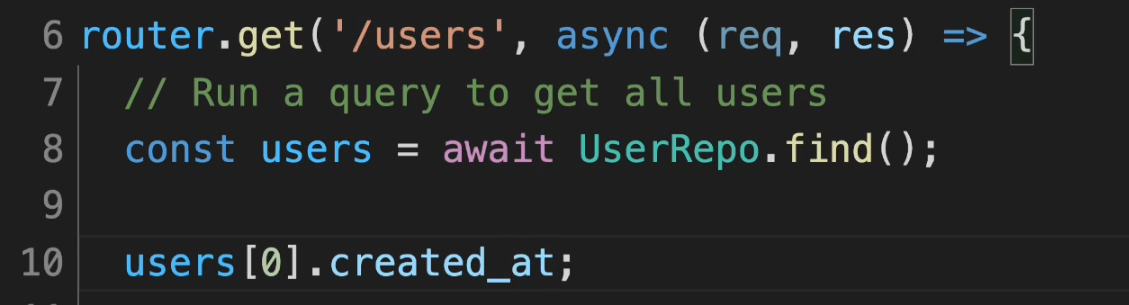 6 router.get('/users', async (req, res) => {
7 // Run a query to get all users
8 const users = await UserRepo.find();
9
10 users[0].created_at;